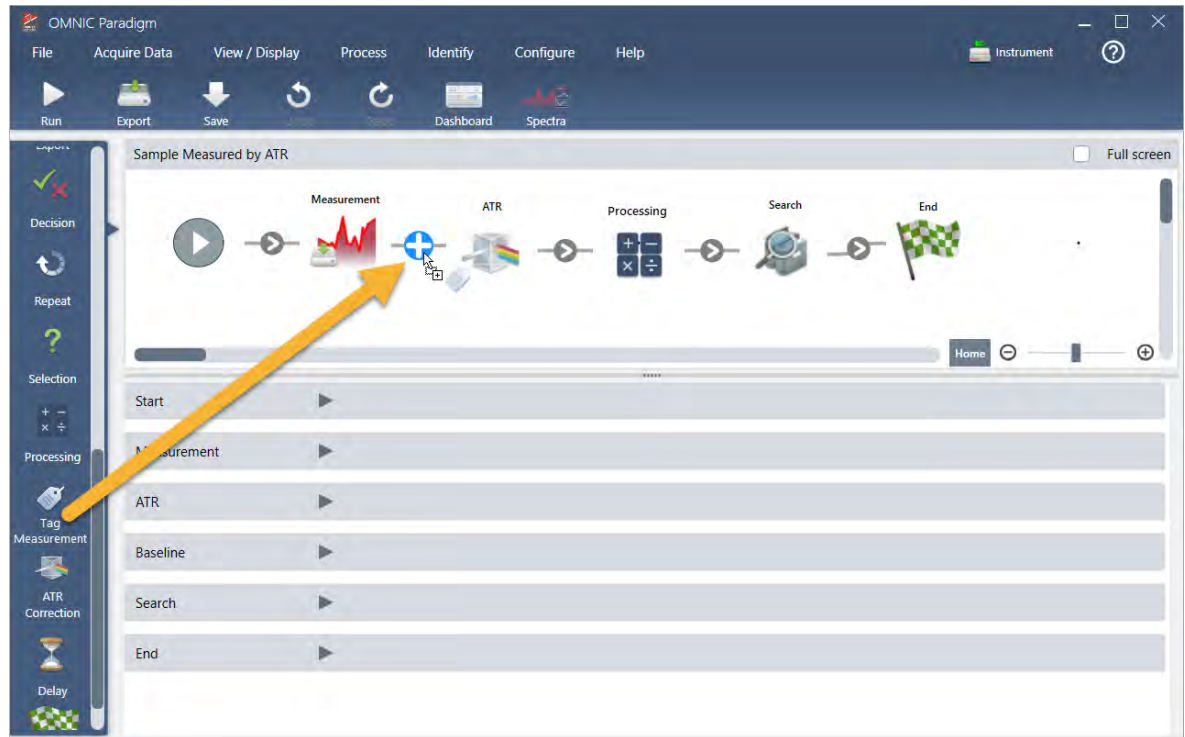 OMNIC Paradigm
File Acquire Data View / Display Process Identify Configure Help Instrument
Run Export Save Dashboard Spectra
Export
Decision
Repeat
Selection
Processing
Tag
Measurement
ATR
Correction
Delay
Sample Measured by ATR Full screen
Measurement ATR Processing Search End
Home
Start
Measurement
ATR
Baseline
Search
End